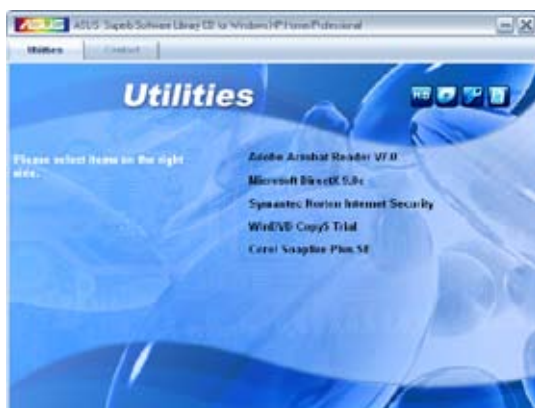 ASUS ASUS Superb Software Library CD for Windows XP Home/Professional
Utilities Contact
Utilities
Please select items on the right side.
Adobe Acrobat Reader V7.0
Microsoft DirectX 9.0c
Symantec Norton Internet Security
WinDVD Copy5 Trial
Corel Snapfire Plus SE